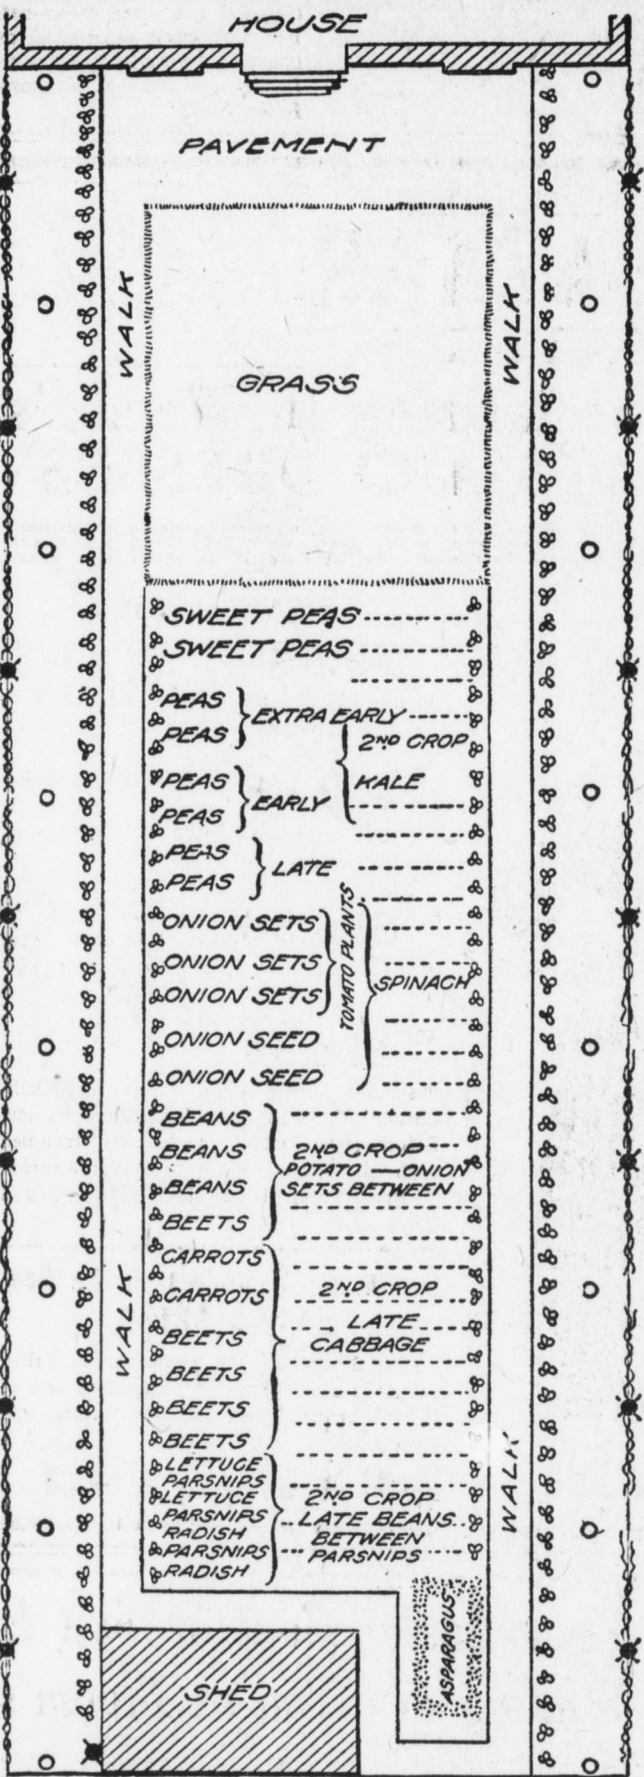 HOUSE
PAVEMENT
WALK
WALK
GRASS
SWEET PEAS
SWEET PEAS
PEAS
PEAS
EXTRA EARLY
2ND CROP
KALE
PEAS
PEAS
EARLY
PEAS
PEAS
LATE
ONION SETS
ONION SETS
ONION SETS
TOMATO PLANTS
SPINACH
ONION SEED
ONION SEED
BEANS
BEANS
BEANS
BEETS
2ND CROP
POTATO — ONION
SETS BETWEEN
CARROTS
CARROTS
BEETS
BEETS
BEETS
BEETS
2ND CROP
LATE
CABBAGE
WALK
LETTUCE
PARSNIPS
LETTUCE
PARSNIPS
RADISH
PARSNIPS
RADISH
2ND CROP
LATE BEANS
BETWEEN
PARSNIPS
WALK
ASPARAGUS
SHED